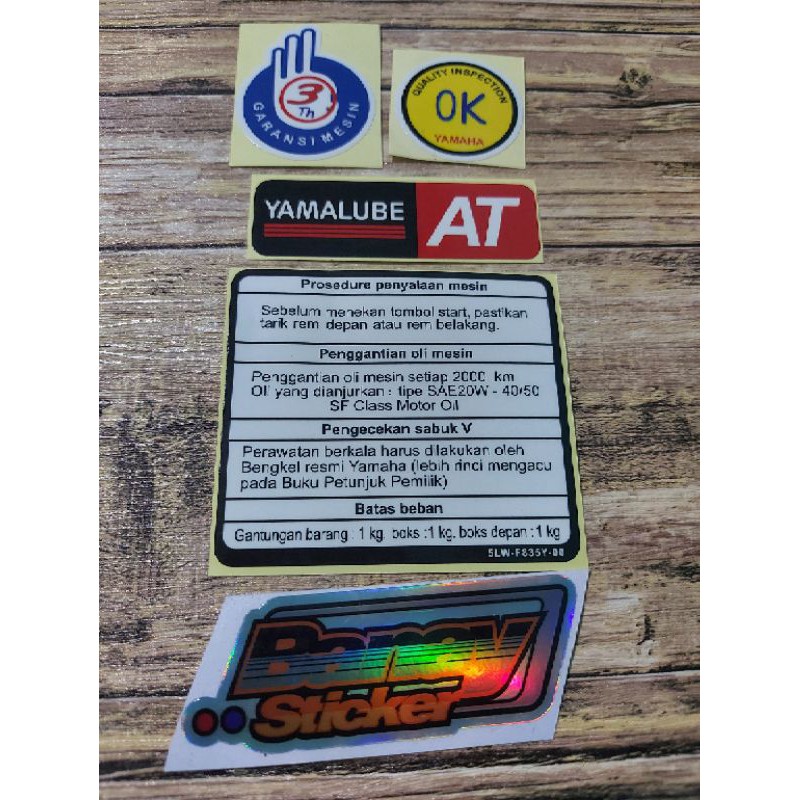 3
Th
GARANSI MESIN
QUALITY INSPECTION
OK
YAMAHA
YAMALUBE AT
Prosedure penyalaan mesin
Sebelum menekan tombol start, pastikan
tarik rem depan atau rem belakang.
Penggantian oli mesin
Penggantian oli mesin setiap 2000 km
Oli yang dianjurkan : tipe SAE20W - 40/50
SF Class Motor Oil
Pengecekan sabuk V
Perawatan berkala harus dilakukan oleh
Bengkel resmi Yamaha (lebih rinci mengacu
pada Buku Petunjuk Pemilik)
Batas beban
Gantungan barang : 1 kg. boks :1 kg. boks depan : 1 kg
5LW-F835Y-00
Bangy
Sticker